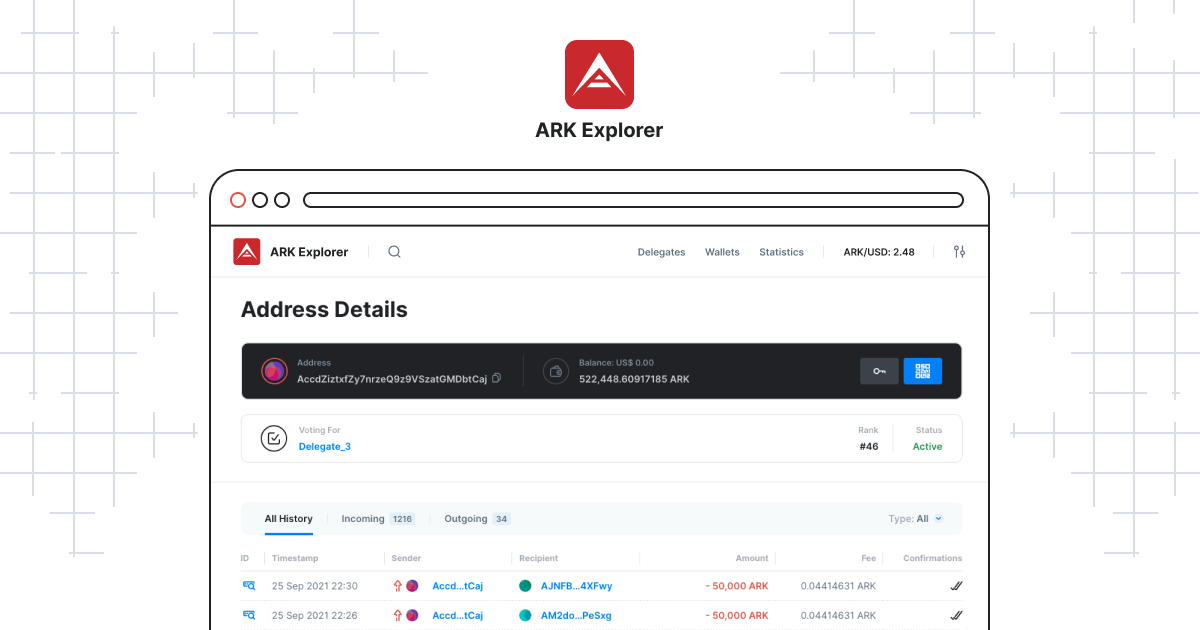 ARK Explorer
ARK Explorer Delegates Wallets Statistics ARK/USD: 2.48
Address Details
Address Balance: US$ 0.00
AccdZiztxfZy7nrzeQ9z9VSzatGMDbtCaj 522,448.60917185 ARK
Voting For Rank Status
Delegate_3 #46 Active
All History Incoming 1216 Outgoing 34 Type: All
ID Timestamp Sender Recipient Amount Fee Confirmations
25 Sep 2021 22:30 Accd...tCaj AJNFB...4XFwy - 50,000 ARK 0.04414631 ARK
25 Sep 2021 22:26 Accd...tCaj AM2do...PeSxg - 50,000 ARK 0.04414631 ARK